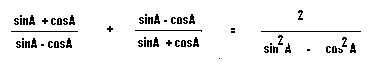 sinA + cosA / sinA - cosA + sinA - cosA / sinA + cosA = 2 / sin²A - cos²A